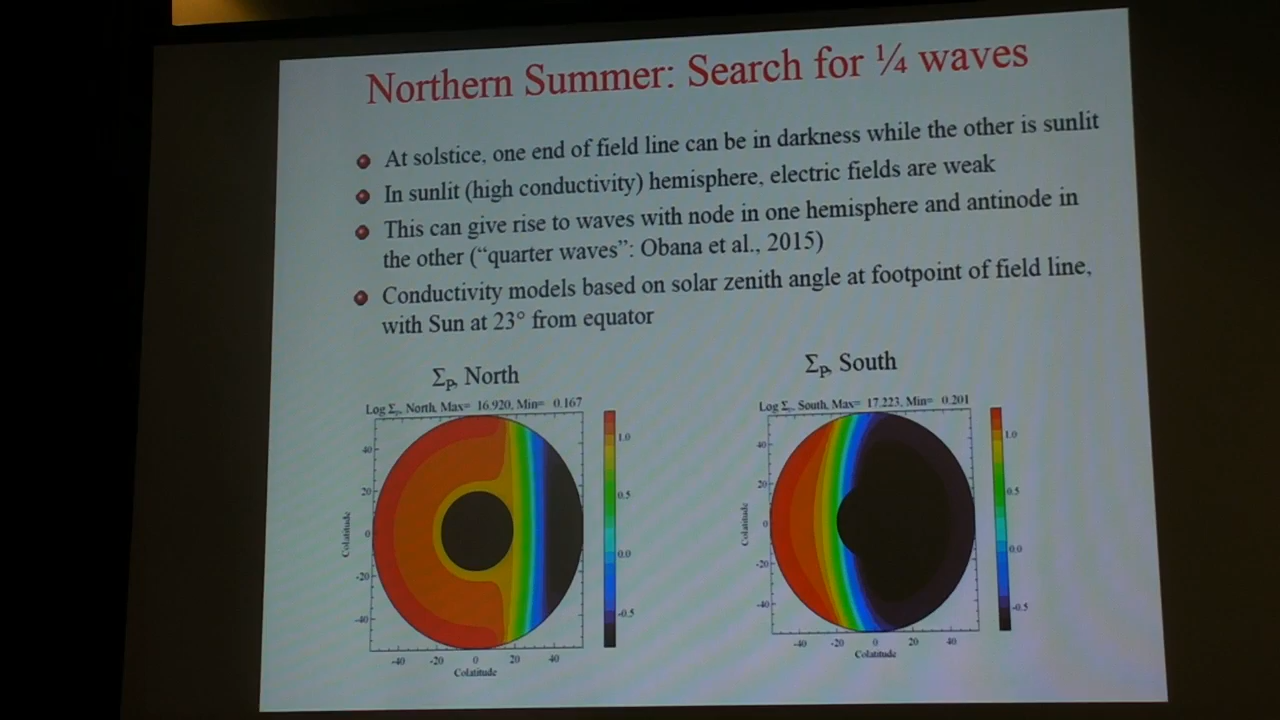 Northern Summer: Search for ¼ waves
At solstice, one end of field line can be in darkness while the other is sunlit
In sunlit (high conductivity) hemisphere, electric fields are weak
This can give rise to waves with node in one hemisphere and antinode in
the other (“quarter waves”: Obana et al., 2015)
Conductivity models based on solar zenith angle at footpoint of field line,
with Sun at 23° from equator
ΣP, North
ΣP, South
Log ΣP, North, Max= 16.920, Min= 0.167
Log ΣP, South, Max= 17.223, Min= 0.201
40
20
0
-20
-40
Colatitude
-40 -20 0 20 40
Colatitude
1.0
0.5
0.0
-0.5
40
20
0
-20
-40
Colatitude
-40 -20 0 20 40
Colatitude
1.0
0.5
0.0
-0.5